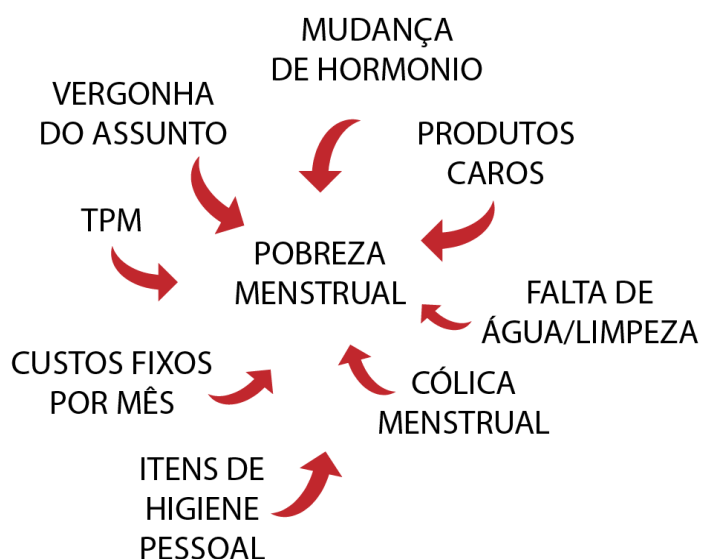 MUDANÇA
DE HORMONIO
VERGONHA
DO ASSUNTO
PRODUTOS
CAROS
TPM
POBREZA
MENSTRUAL
FALTA DE
ÁGUA/LIMPEZA
CUSTOS FIXOS
POR MÊS
CÓLICA
MENSTRUAL
ITENS DE
HIGIENE
PESSOAL